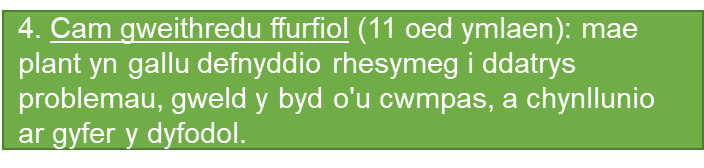 4. Cam gweithredu ffurfiol (11 oed ymlaen): mae
plant yn gallu defnyddio rhesymeg i ddatrys
problemau, gweld y byd o'u cwmpas, a chynllunio
ar gyfer y dyfodol.